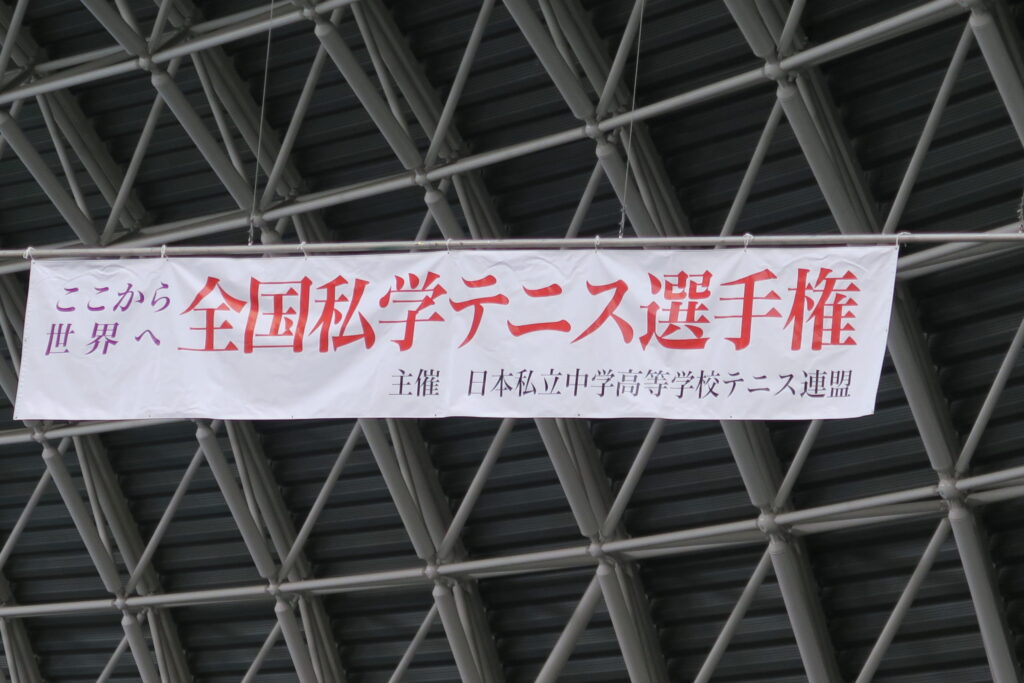 ここから
世界へ
全国私学テニス選手権
主催 日本私立中学高等学校テニス連盟